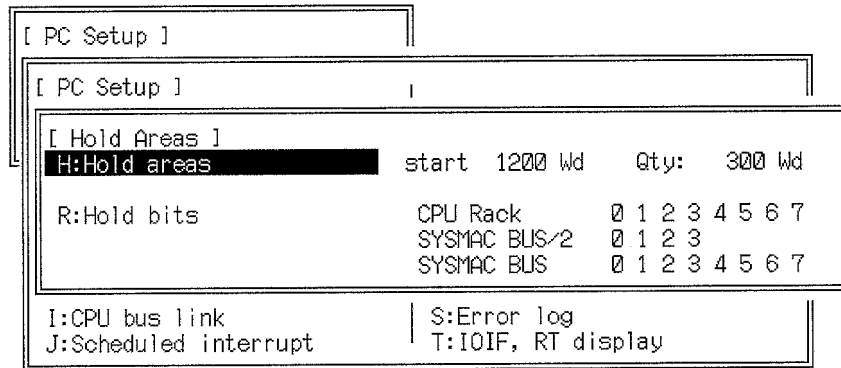 [ PC Setup ]
[ PC Setup ]
[ Hold Areas ]
H:Hold areas start 1200 Wd Qty: 300 Wd
R:Hold bits CPU Rack 0 1 2 3 4 5 6 7
SYSMAC BUS/2 0 1 2 3
SYSMAC BUS 0 1 2 3 4 5 6 7
I:CPU bus link S:Error log
J:Scheduled interrupt T:IOIF, RT display